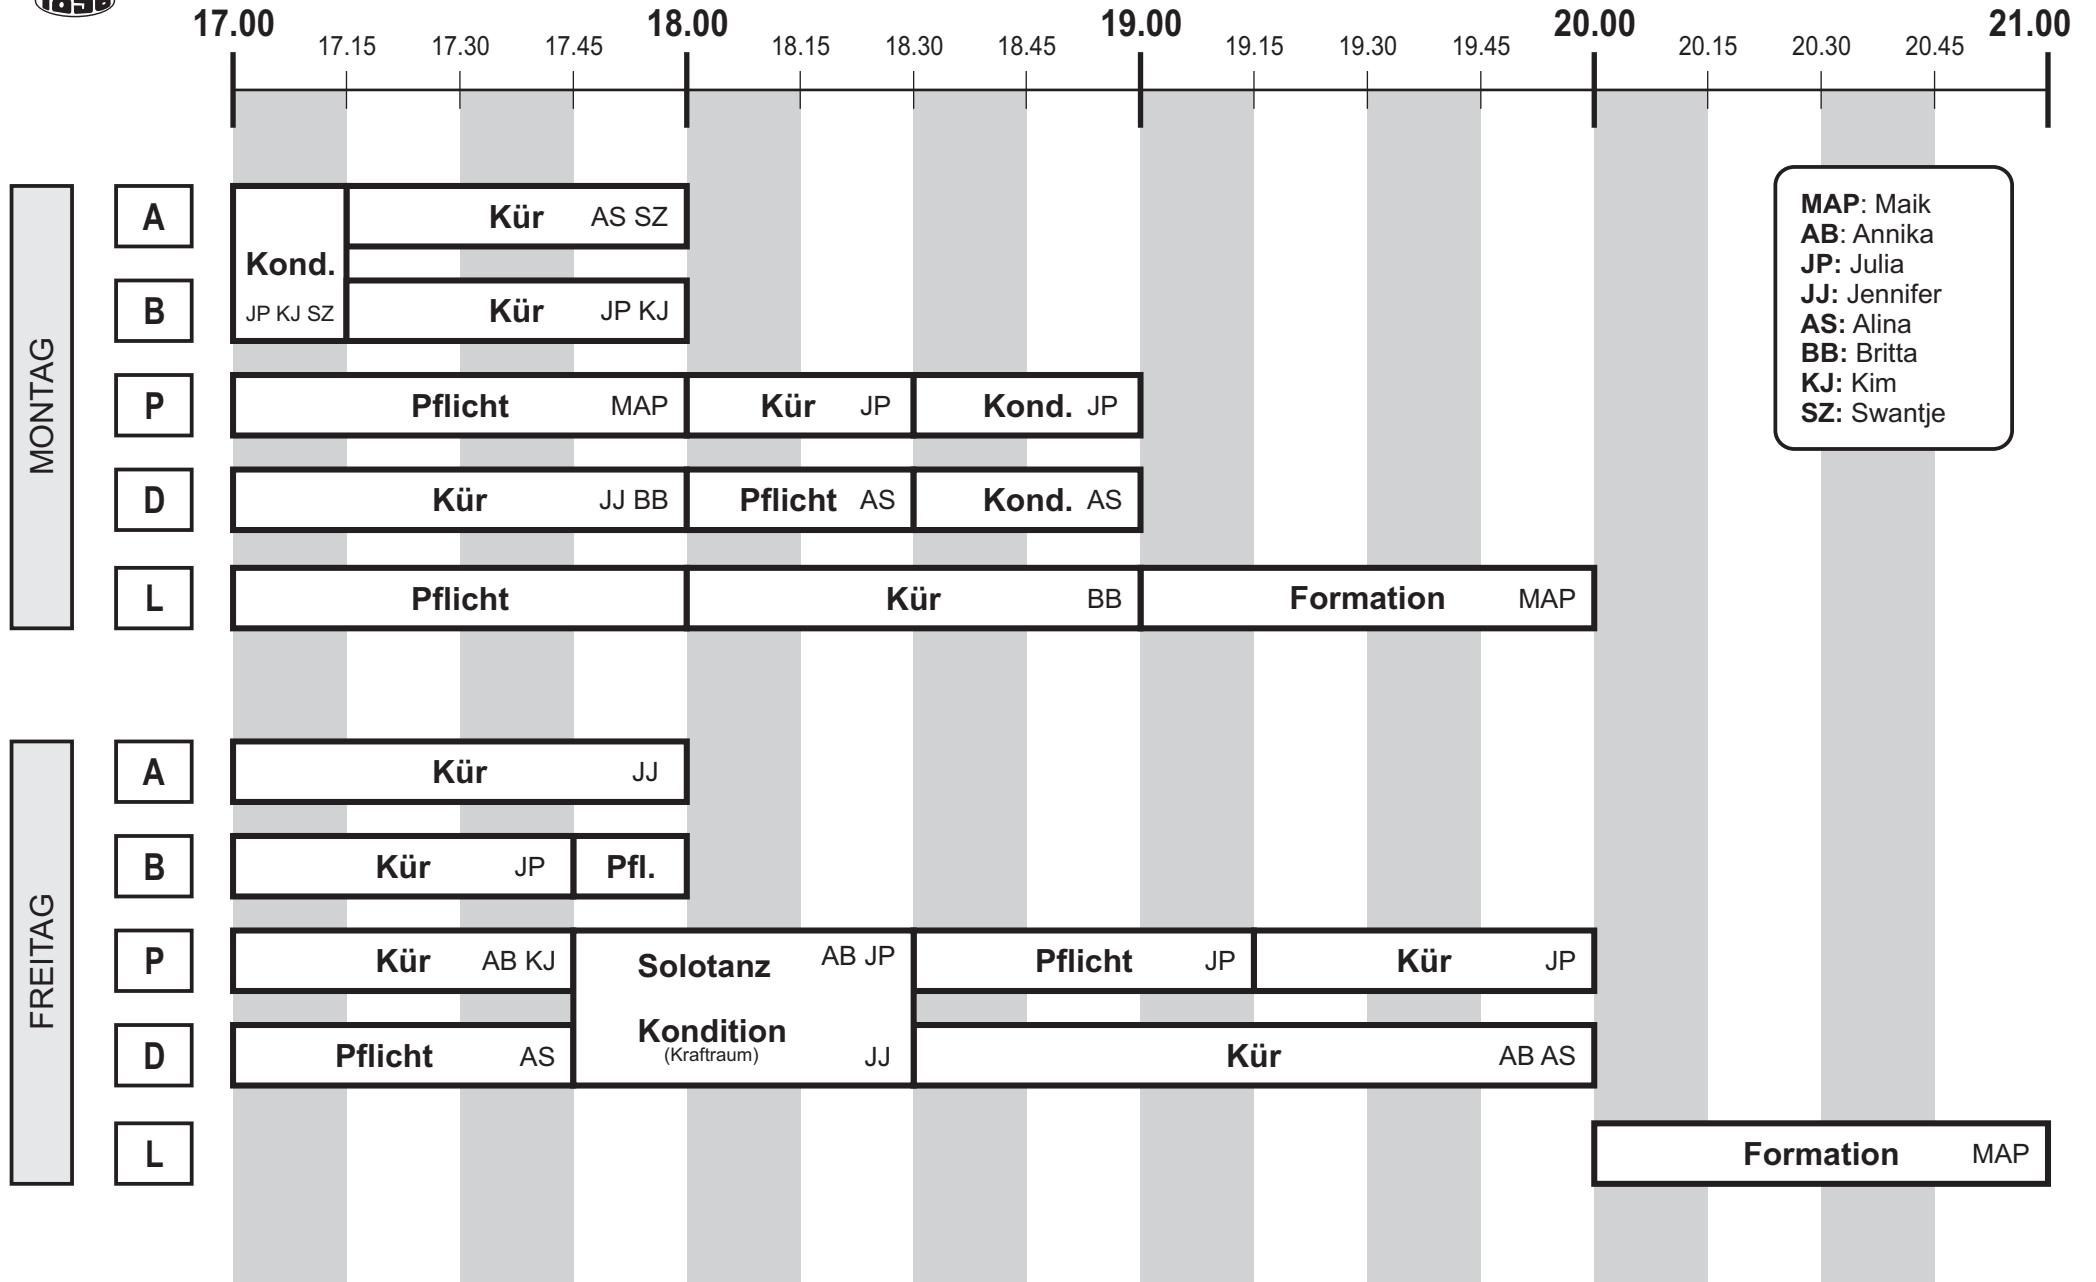 17.00 18.00 19.00 20.00 21.00
17.15 17.30 17.45 18.15 18.30 18.45 19.15 19.30 19.45 20.15 20.30 20.45
MONTAG
A
Kür AS SZ
Kond.
JP KJ SZ
B
Kür JP KJ
P
Pflicht MAP
Kür JP
Kond. JP
D
Kür JJ BB
Pflicht AS
Kond. AS
L
Pflicht
Kür BB
Formation MAP
MAP: Maik
AB: Annika
JP: Julia
JJ: Jennifer
AS: Alina
BB: Britta
KJ: Kim
SZ: Swantje
FREITAG
A
Kür JJ
B
Kür JP
Pfl.
P
Kür AB KJ
Solotanz AB JP
Kondition
(Kraftraum) JJ
Pflicht JP
Kür JP
D
Pflicht AS
Kür AB AS
L
Formation MAP